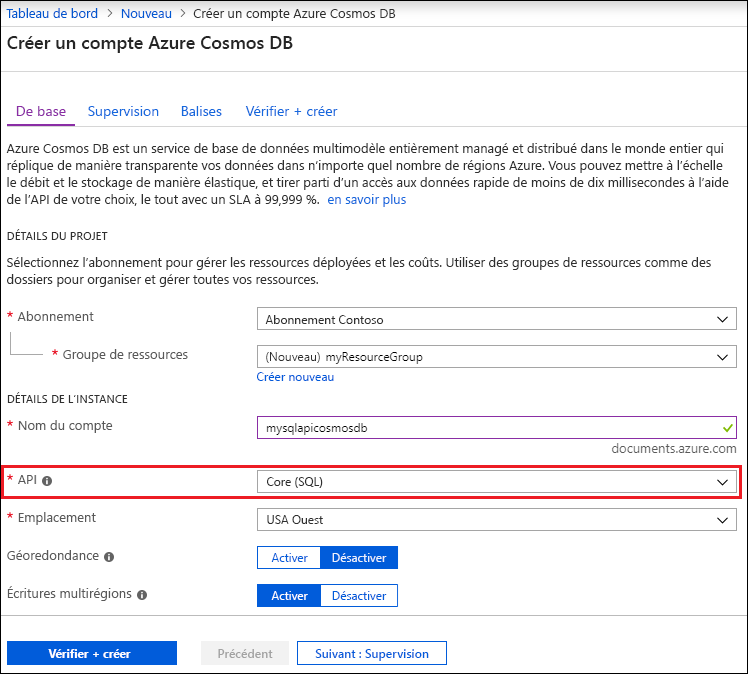 Tableau de bord > Nouveau > Créer un compte Azure Cosmos DB
Créer un compte Azure Cosmos DB
De base Supervision Balises Vérifier + créer
Azure Cosmos DB est un service de base de données multimodèle entièrement managé et distribué dans le monde entier qui
réplique de manière transparente vos données dans n'importe quel nombre de régions Azure. Vous pouvez mettre à l'échelle
le débit et le stockage de manière élastique, et tirer parti d'un accès aux données rapide de moins de dix millisecondes à l'aide
de l'API de votre choix, le tout avec un SLA à 99,999 %. en savoir plus
DÉTAILS DU PROJET
Sélectionnez l'abonnement pour gérer les ressources déployées et les coûts. Utiliser des groupes de ressources comme des
dossiers pour organiser et gérer toutes vos ressources.
* Abonnement Abonnement Contoso
* Groupe de ressources (Nouveau) myResourceGroup
Créer nouveau
DÉTAILS DE L'INSTANCE
* Nom du compte mysqlapicosmosdb
documents.azure.com
* API Core (SQL)
* Emplacement USA Ouest
Géoredondance Activer Désactiver
Écritures multirégions Activer Désactiver
Vérifier + créer Précédent Suivant : Supervision